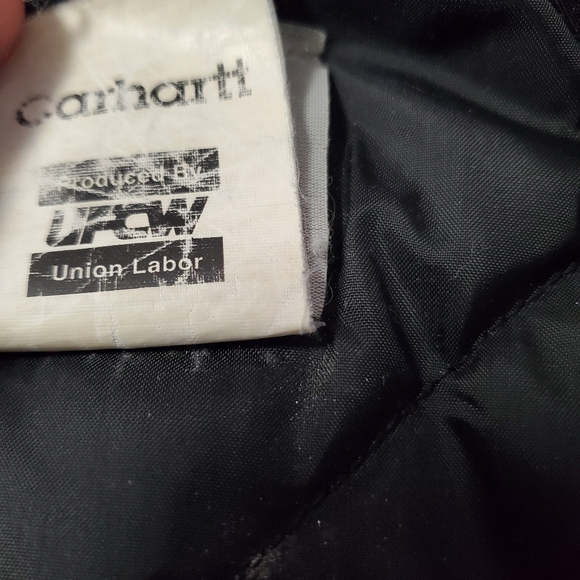 carhartt
Produced By
UFCW
Union Labor